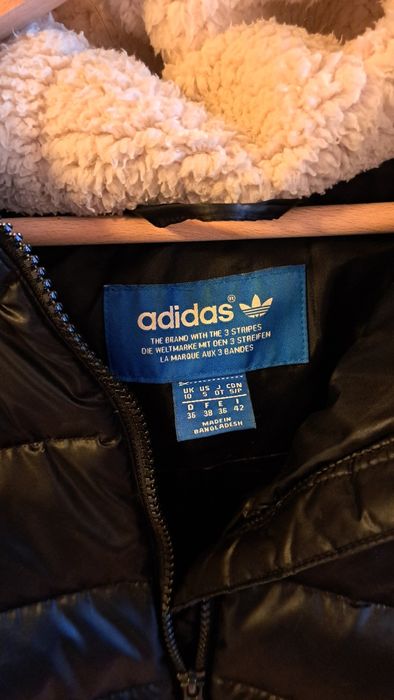 adidas®
THE BRAND WITH THE 3 STRIPES
DIE WELTMARKE MIT DEN 3 STREIFEN
LA MARQUE AUX 3 BANDES
UK US J CDN
10 S OT S/P
D F E I
36 38 36 42
MADE IN
BANGLADESH